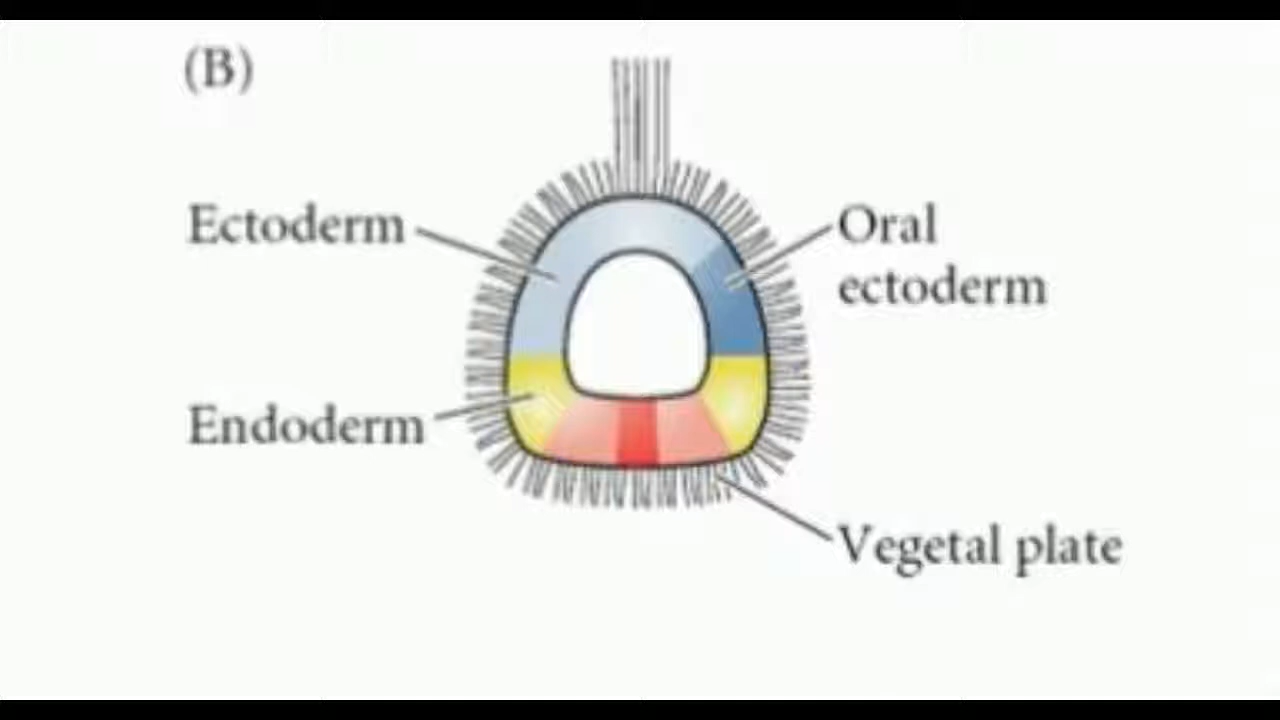 (B)
Ectoderm
Oral
ectoderm
Endoderm
Vegetal plate